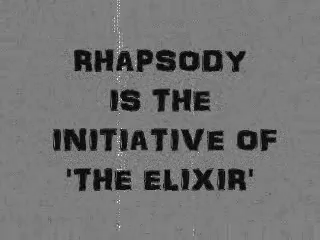 RHAPSODY
IS THE
INITIATIVE OF
'THE ELIXIR'